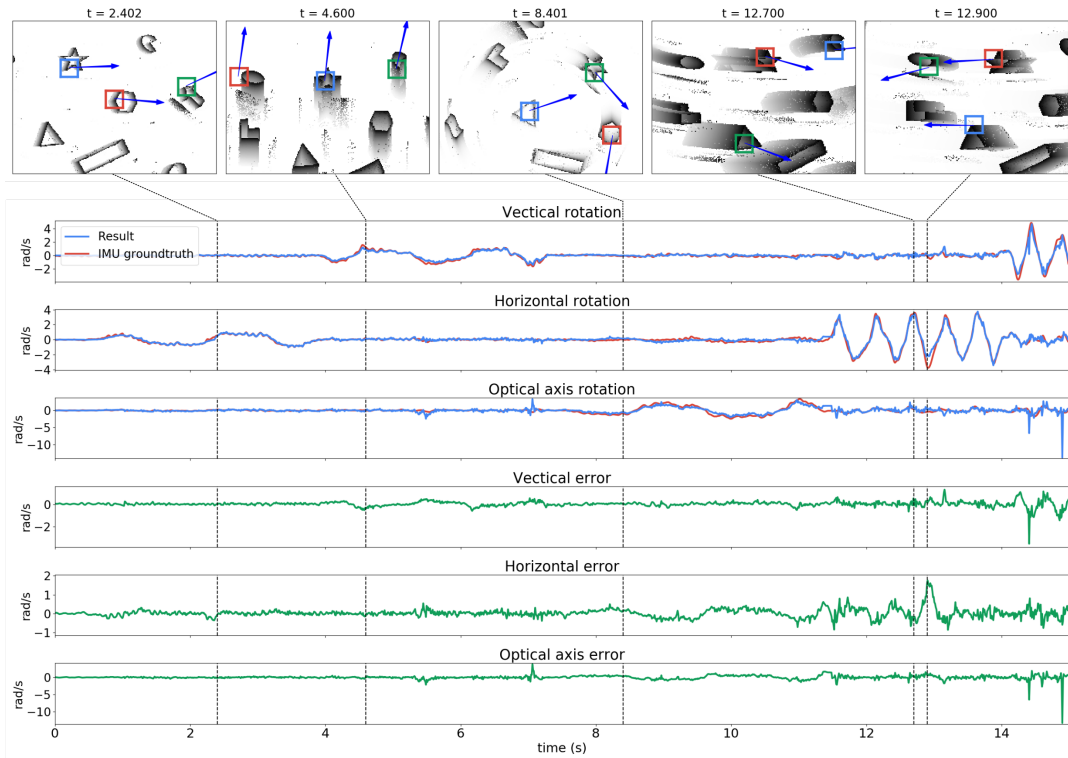 t = 2.402
t = 4.600
t = 8.401
t = 12.700
t = 12.900
Vectical rotation
rad/s
4
2
0
−2
Result
IMU groundtruth
Horizontal rotation
rad/s
4
2
0
−2
−4
Optical axis rotation
rad/s
0
−5
−10
Vectical error
rad/s
0
−2
Horizontal error
rad/s
2
1
0
−1
Optical axis error
rad/s
0
−5
−10
0 2 4 6 8 10 12 14
time (s)